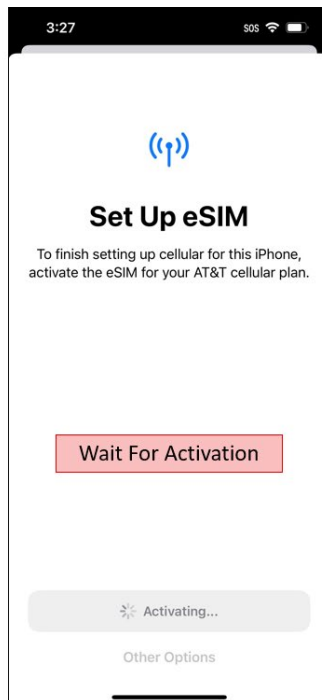 3:27 SOS
Set Up eSIM
To finish setting up cellular for this iPhone,
activate the eSIM for your AT&T cellular plan.
Wait For Activation
Activating...
Other Options